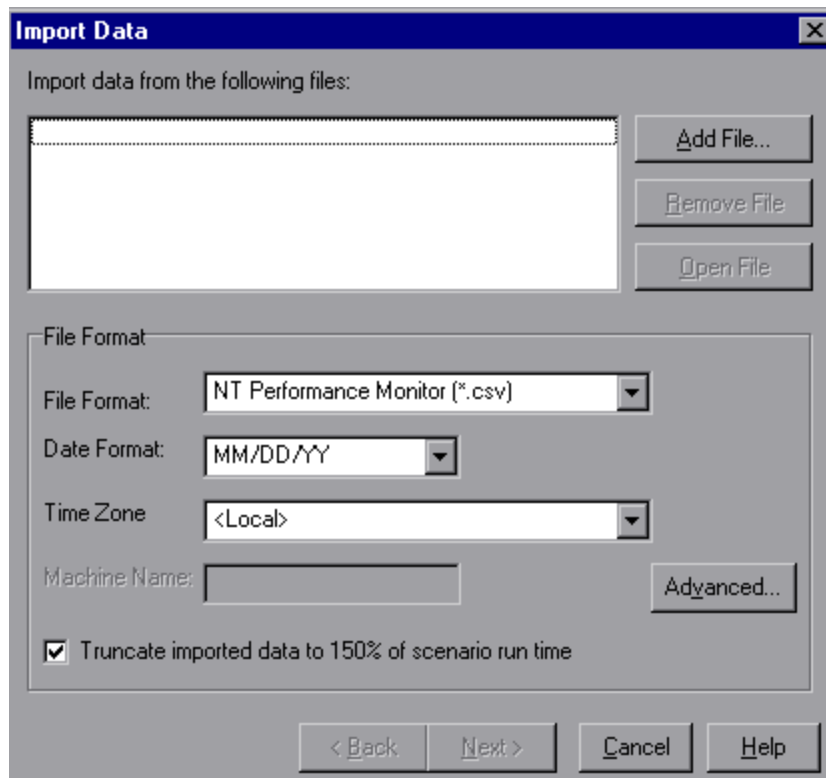 Import Data
Import data from the following files:
Add File...
Remove File
Open File
File Format
File Format: NT Performance Monitor (*.csv)
Date Format: MM/DD/YY
Time Zone <Local>
Machine Name:
Advanced...
Truncate imported data to 150% of scenario run time
< Back Next > Cancel Help